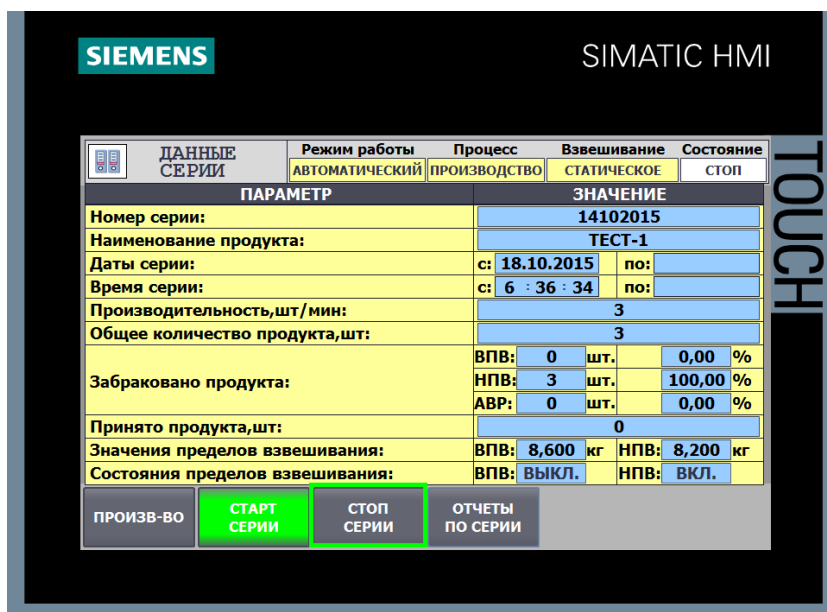 SIEMENS
SIMATIC HMI
TOUCH
ДАННЫЕ СЕРИИ
Режим работы Процесс Взвешивание Состояние
АВТОМАТИЧЕСКИЙ ПРОИЗВОДСТВО СТАТИЧЕСКОЕ СТОП
ПАРАМЕТР ЗНАЧЕНИЕ
Номер серии: 14102015
Наименование продукта: ТЕСТ-1
Даты серии: с: 18.10.2015 по:
Время серии: с: 6 : 36 : 34 по:
Производительность,шт/мин: 3
Общее количество продукта,шт: 3
Забраковано продукта:
ВПВ: 0 шт. 0,00 %
НПВ: 3 шт. 100,00 %
АВР: 0 шт. 0,00 %
Принято продукта,шт: 0
Значения пределов взвешивания: ВПВ: 8,600 кг НПВ: 8,200 кг
Состояния пределов взвешивания: ВПВ: ВЫКЛ. НПВ: ВКЛ.
ПРОИЗВ-ВО
СТАРТ СЕРИИ
СТОП СЕРИИ
ОТЧЕТЫ ПО СЕРИИ